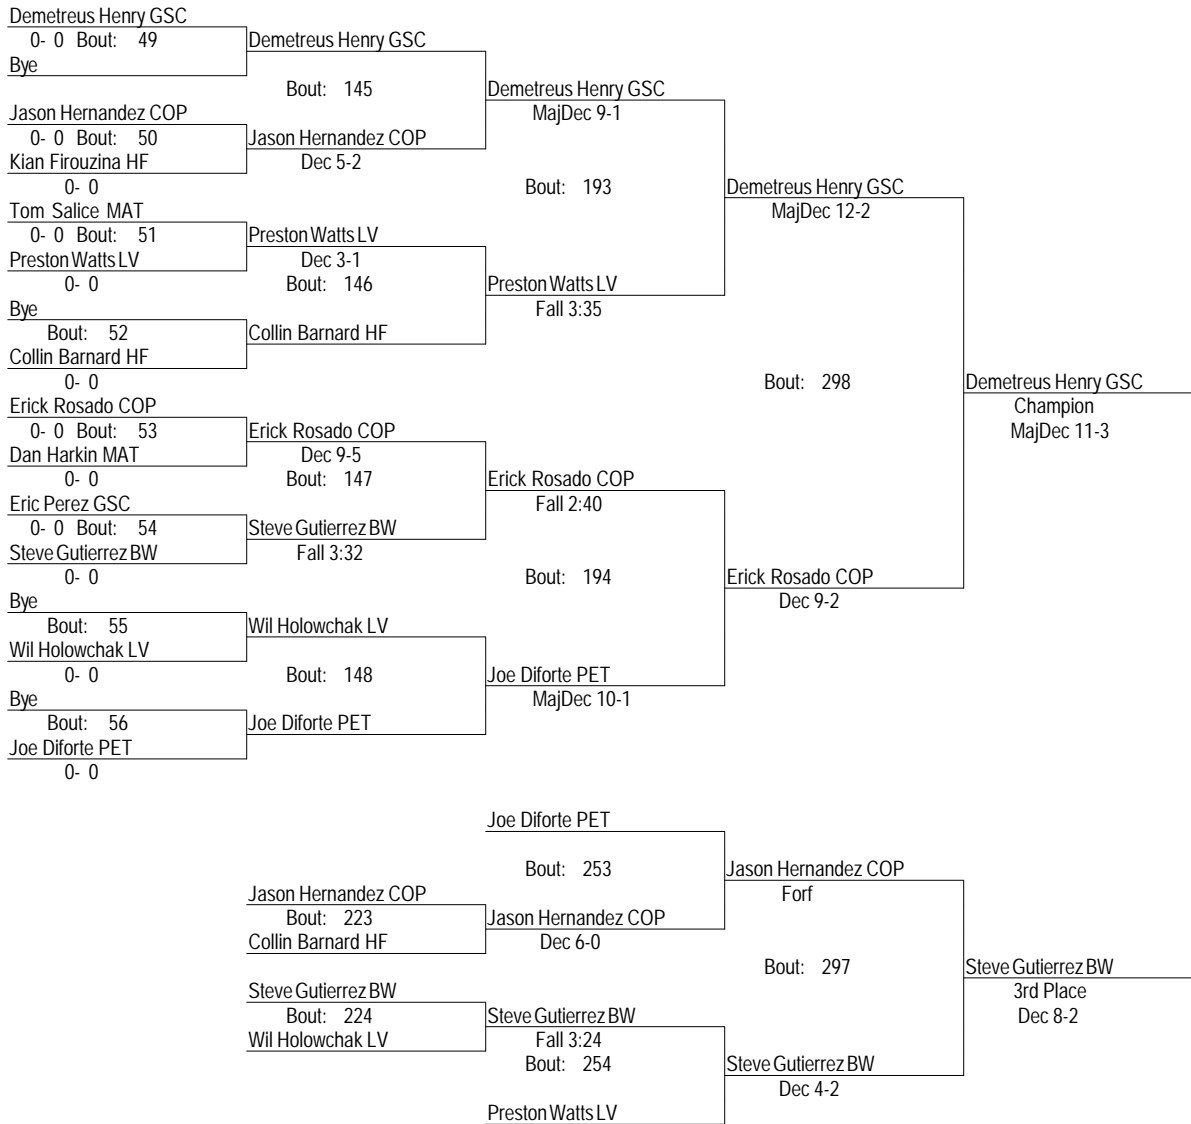 Demetreus Henry GSC
0- 0 Bout: 49
Demetreus Henry GSC
Bye
Bout: 145
Demetreus Henry GSC
Jason Hernandez COP
MajDec 9-1
0- 0 Bout: 50
Jason Hernandez COP
Kian Firouzina HF
Dec 5-2
0- 0
Bout: 193
Demetreus Henry GSC
Tom Salice MAT
MajDec 12-2
0- 0 Bout: 51
Preston Watts LV
Preston Watts LV
Dec 3-1
0- 0
Bout: 146
Preston Watts LV
Bye
Fall 3:35
Bout: 52
Collin Barnard HF
Collin Barnard HF
0- 0
Bout: 298
Demetreus Henry GSC
Erick Rosado COP
Champion
0- 0 Bout: 53
Erick Rosado COP
MajDec 11-3
Dan Harkin MAT
Dec 9-5
0- 0
Bout: 147
Erick Rosado COP
Eric Perez GSC
Fall 2:40
0- 0 Bout: 54
Steve Gutierrez BW
Steve Gutierrez BW
Fall 3:32
0- 0
Bout: 194
Erick Rosado COP
Bye
Dec 9-2
Bout: 55
Wil Holowchak LV
Wil Holowchak LV
0- 0
Bout: 148
Joe Diforte PET
Bye
MajDec 10-1
Bout: 56
Joe Diforte PET
Joe Diforte PET
0- 0
Joe Diforte PET
Bout: 253
Jason Hernandez COP
Jason Hernandez COP
Forf
Bout: 223
Jason Hernandez COP
Collin Barnard HF
Dec 6-0
Bout: 297
Steve Gutierrez BW
Steve Gutierrez BW
3rd Place
Bout: 224
Steve Gutierrez BW
Dec 8-2
Wil Holowchak LV
Fall 3:24
Bout: 254
Steve Gutierrez BW
Dec 4-2
Preston Watts LV